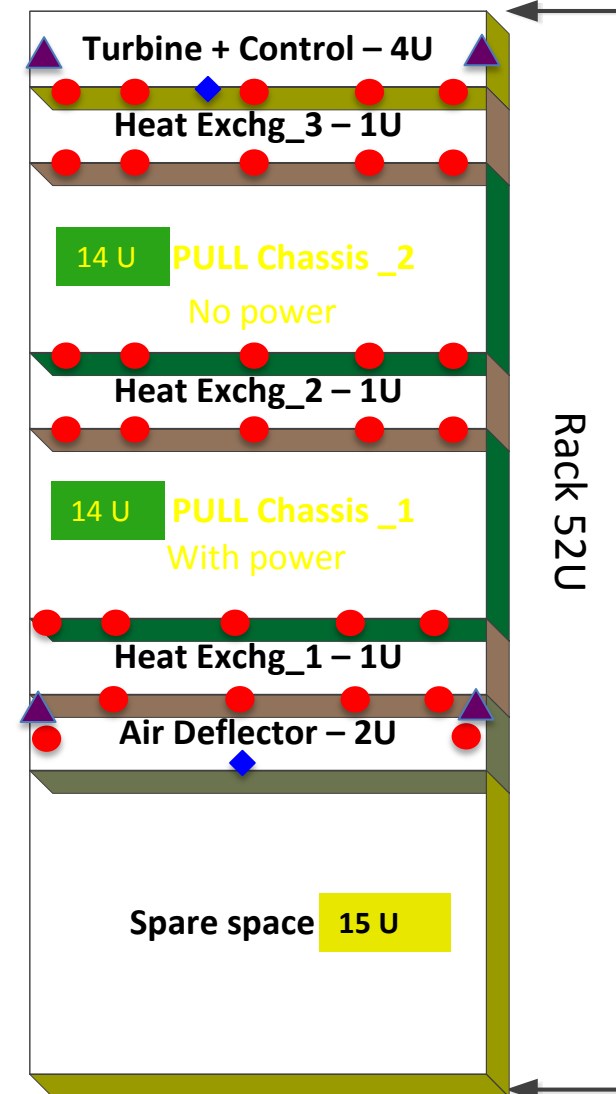 Turbine + Control – 4U
Heat Exchg_3 – 1U
14 U PULL Chassis _2
No power
Heat Exchg_2 – 1U
14 U PULL Chassis _1
With power
Heat Exchg_1 – 1U
Air Deflector – 2U
Spare space 15 U
Rack 52U